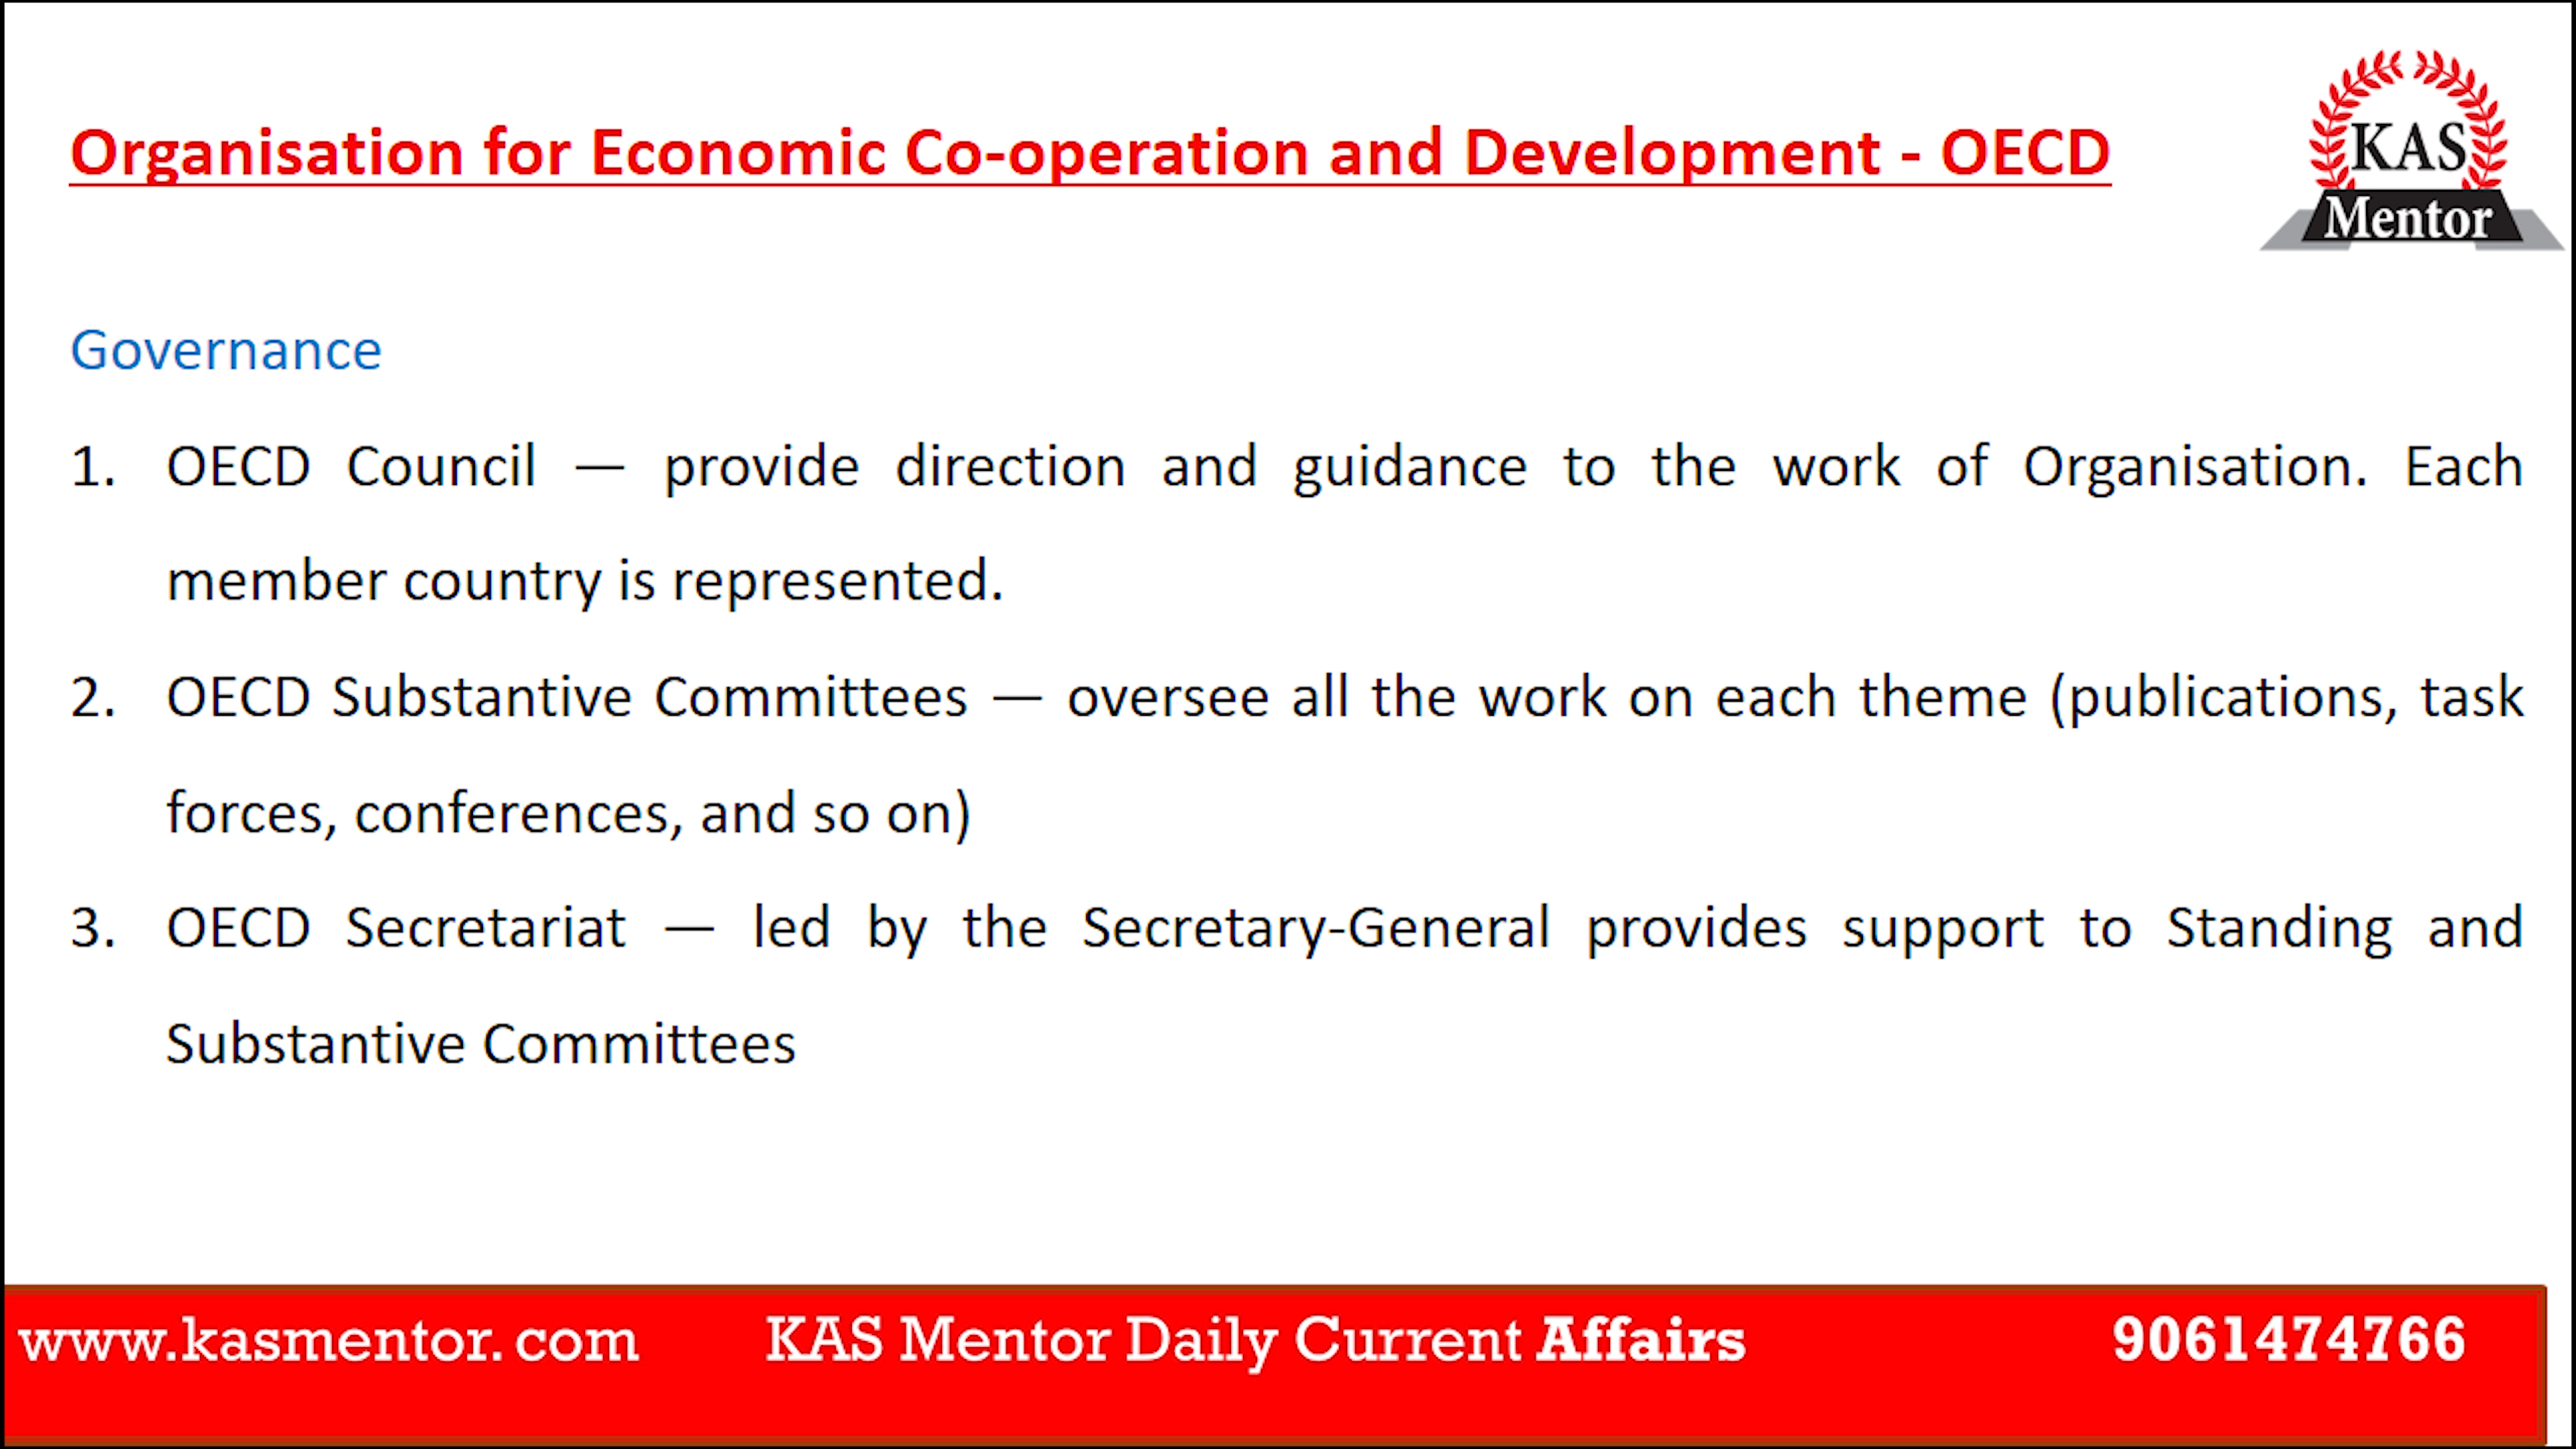 Organisation for Economic Co-operation and Development - OECD
KAS
Mentor
Governance
1. OECD Council — provide direction and guidance to the work of Organisation. Each
member country is represented.
2. OECD Substantive Committees — oversee all the work on each theme (publications, task
forces, conferences, and so on)
3. OECD Secretariat — led by the Secretary-General provides support to Standing and
Substantive Committees
www.kasmentor. com KAS Mentor Daily Current Affairs 9061474766